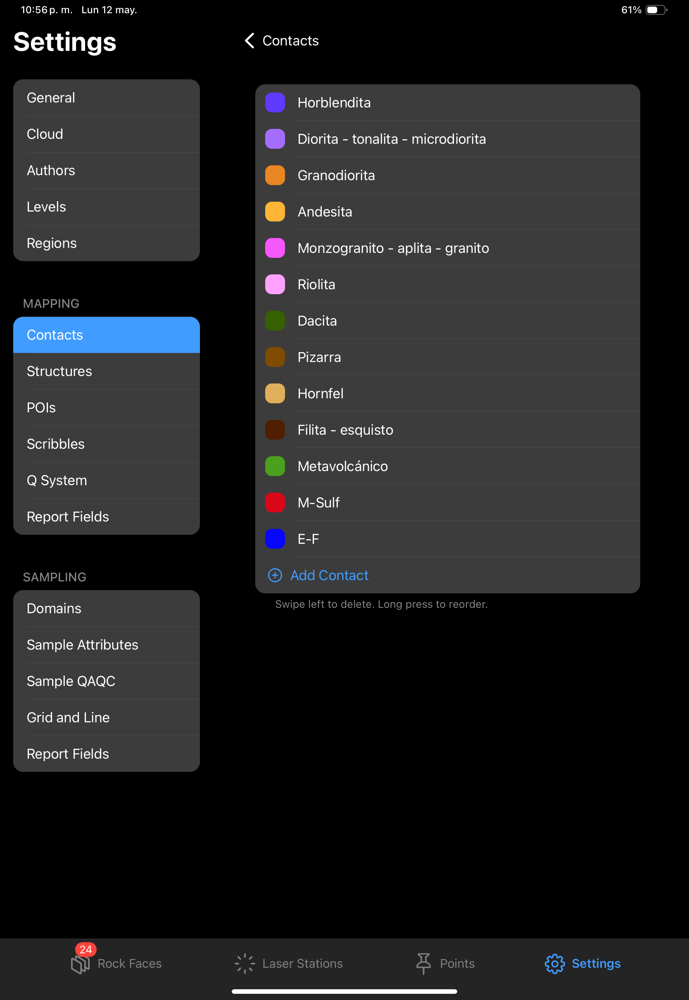 10:56 p. m. Lun 12 may.
61%
Settings
General
Cloud
Authors
Levels
Regions
MAPPING
Contacts
Structures
POIs
Scribbles
Q System
Report Fields
SAMPLING
Domains
Sample Attributes
Sample QAQC
Grid and Line
Report Fields
Contacts
Horblendita
Diorita - tonalita - microdiorita
Granodiorita
Andesita
Monzogranito - aplita - granito
Riolita
Dacita
Pizarra
Hornfel
Filita - esquisto
Metavolcánico
M-Sulf
E-F
Add Contact
Swipe left to delete. Long press to reorder.
24
Rock Faces
Laser Stations
Points
Settings